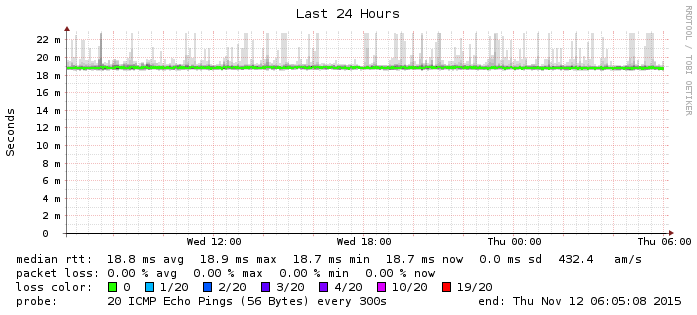 Last 24 Hours
RRDTOOL / TOBI OETIKER
Seconds
22 m
20 m
18 m
16 m
14 m
12 m
10 m
8 m
6 m
4 m
2 m
0
Wed 12:00 Wed 18:00 Thu 00:00 Thu 06:00
median rtt: 18.8 ms avg 18.9 ms max 18.7 ms min 18.7 ms now 0.0 ms sd 432.4 am/s
packet loss: 0.00 % avg 0.00 % max 0.00 % min 0.00 % now
loss color: 0 1/20 2/20 3/20 4/20 10/20 19/20
probe: 20 ICMP Echo Pings (56 Bytes) every 300s end: Thu Nov 12 06:05:08 2015